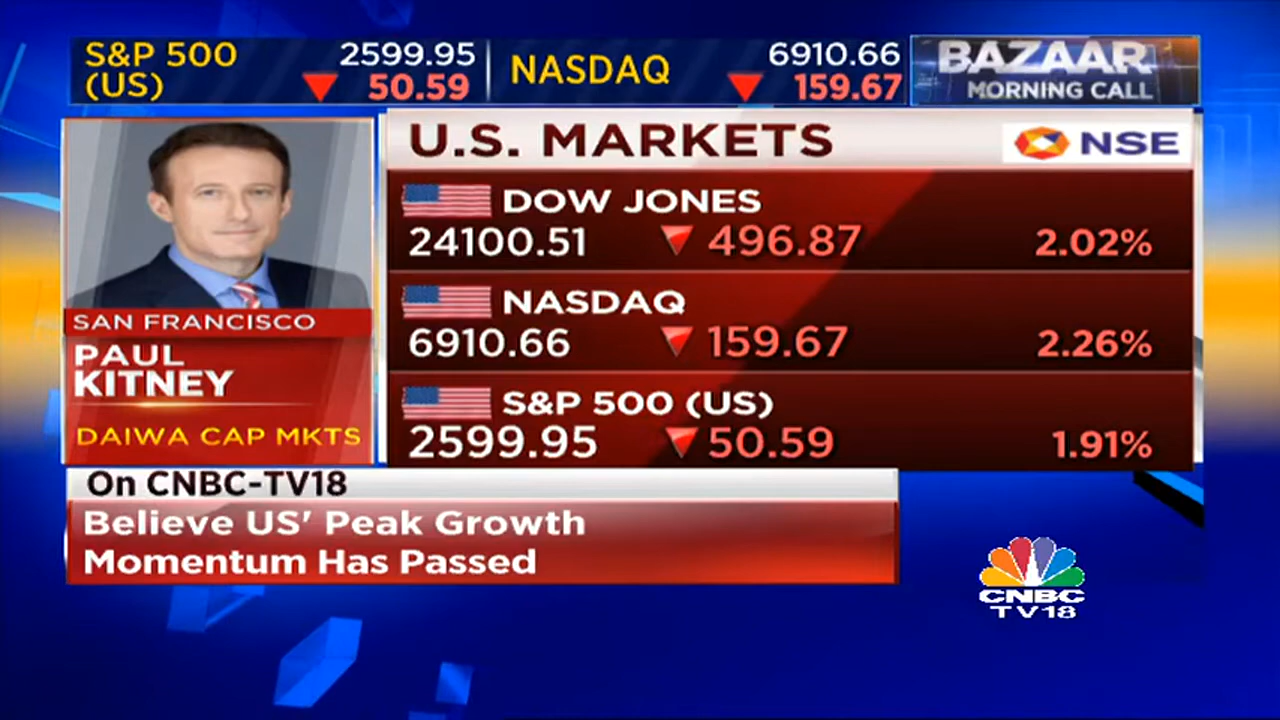 S&P 500
(US)
2599.95
▼ 50.59
NASDAQ
6910.66
▼ 159.67
BAZAAR
MORNING CALL
SAN FRANCISCO
PAUL
KITNEY
DAIWA CAP MKTS
U.S. MARKETS
NSE
DOW JONES
24100.51 ▼ 496.87 2.02%
NASDAQ
6910.66 ▼ 159.67 2.26%
S&P 500 (US)
2599.95 ▼ 50.59 1.91%
On CNBC-TV18
Believe US' Peak Growth
Momentum Has Passed
CNBC
TV18